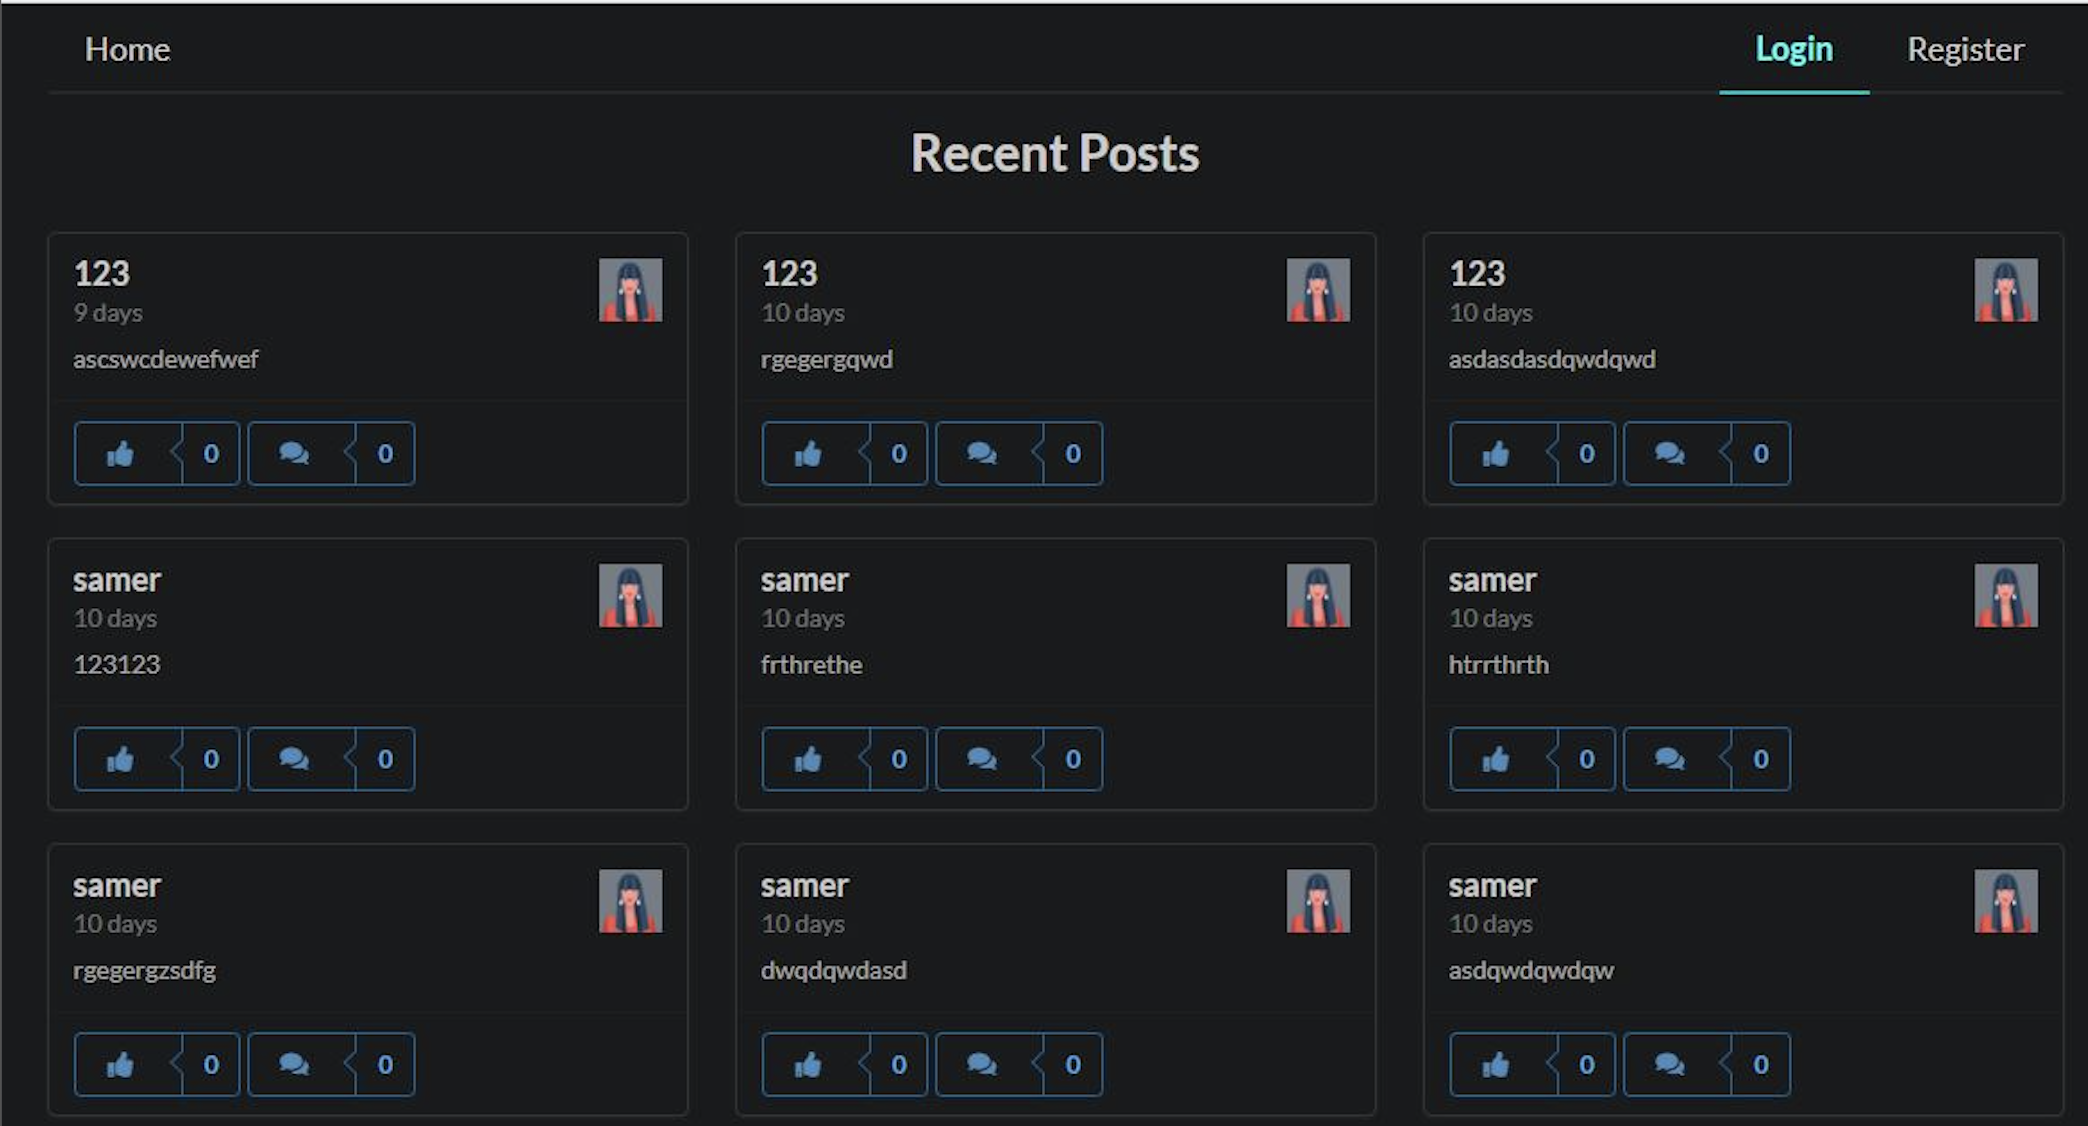 Home Login Register
Recent Posts
123
9 days
ascswcdewefwef
0 0
123
10 days
rgegergqwd
0 0
123
10 days
asdasdasdqwdqwd
0 0
samer
10 days
123123
0 0
samer
10 days
frthrethe
0 0
samer
10 days
htrrthrth
0 0
samer
10 days
rgegergzsdfg
0 0
samer
10 days
dwqdqwdasd
0 0
samer
10 days
asdqwdqwdqw
0 0